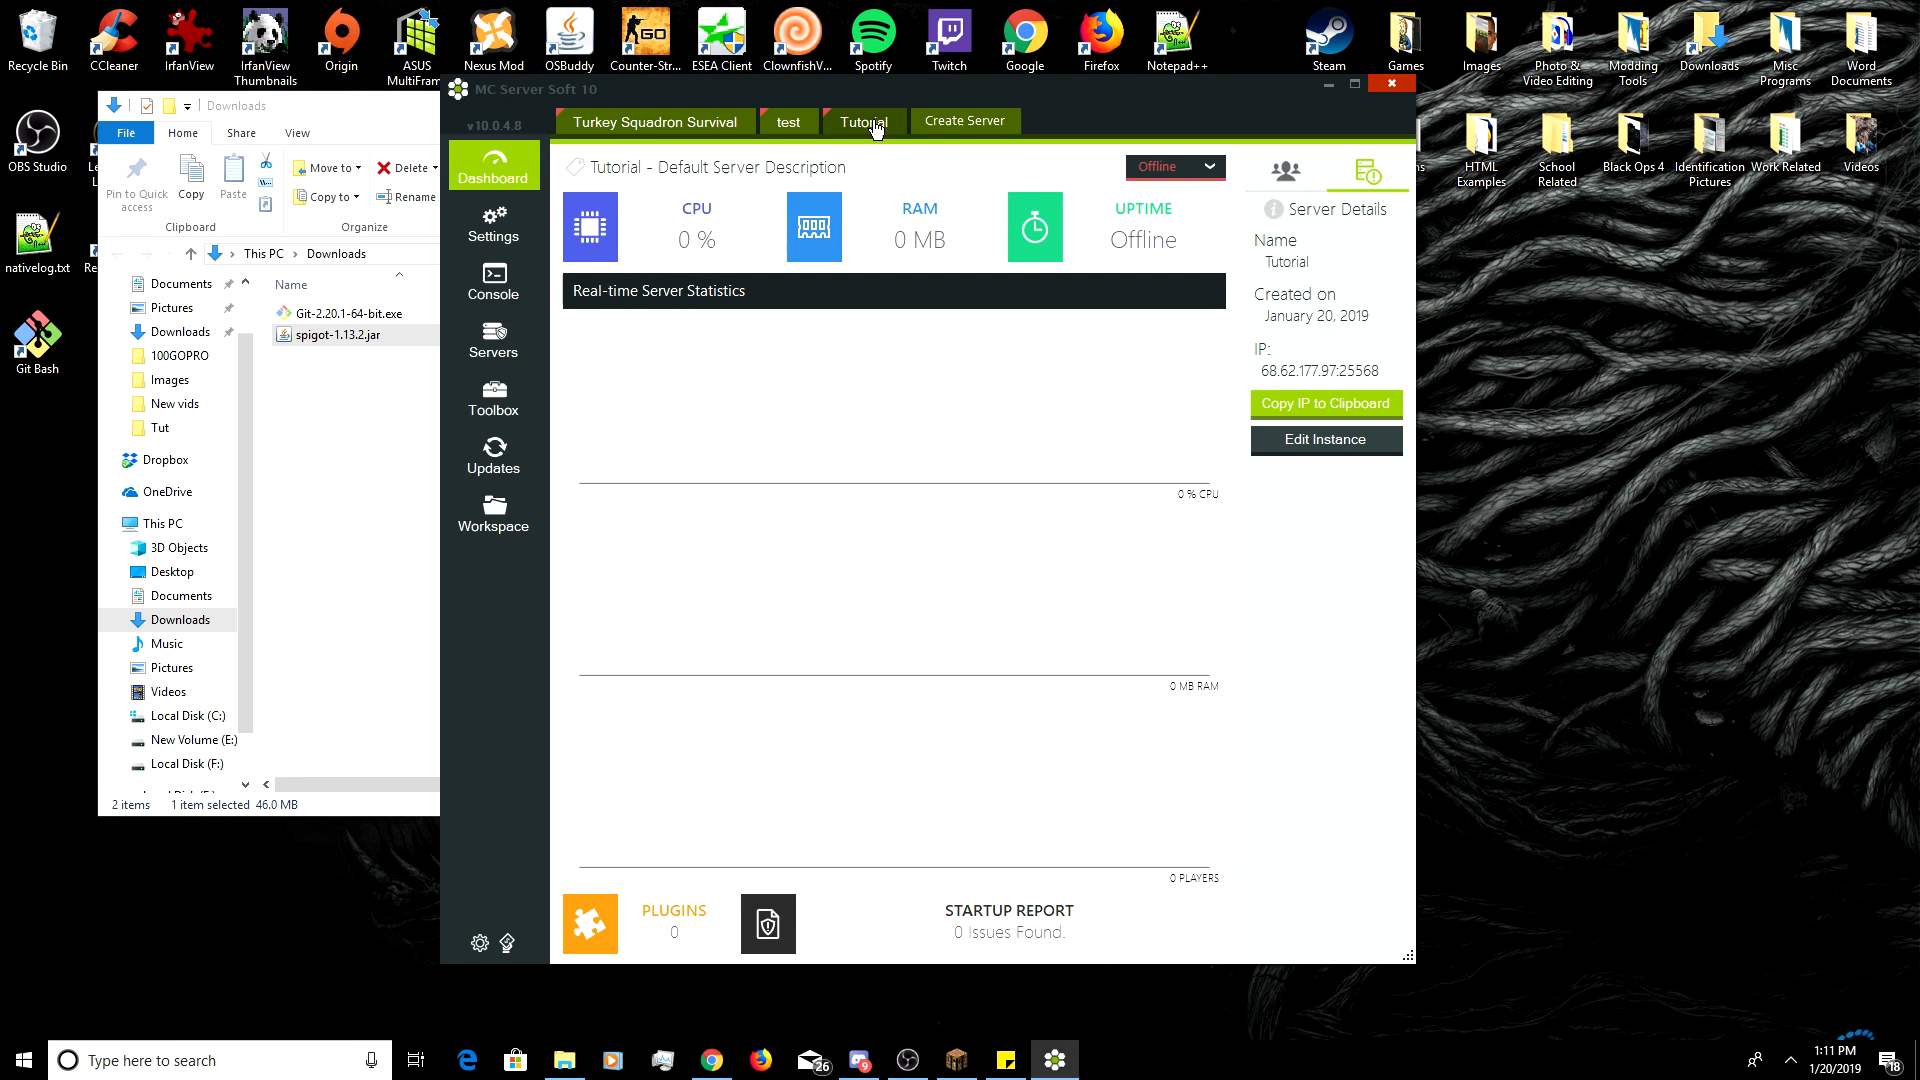 Recycle Bin
CCleaner
IrfanView
IrfanView
Thumbnails
Origin
ASUS
MultiFram
Nexus Mod
OSBuddy
Counter-Str...
ESEA Client
ClownfishV...
Spotify
Twitch
Google
Firefox
Notepad++
Steam
Games
Images
Photo &
Video Editing
Modding
Tools
Downloads
Misc
Programs
Word
Documents
OBS Studio
nativelog.txt
Git Bash
HTML
Examples
School
Related
Black Ops 4
Identification
Pictures
Work Related
Videos
Downloads
File
Home
Share
View
Pin to Quick
access
Copy
Paste
Move to
Copy to
Delete
Rename
Clipboard
Organize
This PC
Downloads
Name
Documents
Pictures
Downloads
100GOPRO
Images
New vids
Tut
Dropbox
OneDrive
This PC
3D Objects
Desktop
Documents
Downloads
Music
Pictures
Videos
Local Disk (C:)
New Volume (E:)
Local Disk (F:)
Git-2.20.1-64-bit.exe
spigot-1.13.2.jar
2 items
1 item selected 46.0 MB
MC Server Soft 10
v10.0.4.8
Turkey Squadron Survival
test
Tutorial
Create Server
Dashboard
Settings
Console
Servers
Toolbox
Updates
Workspace
Tutorial - Default Server Description
Offline
CPU
0 %
RAM
0 MB
UPTIME
Offline
Real-time Server Statistics
0 % CPU
0 MB RAM
0 PLAYERS
PLUGINS
0
STARTUP REPORT
0 Issues Found.
Server Details
Name
Tutorial
Created on
January 20, 2019
IP:
68.62.177.97:25568
Copy IP to Clipboard
Edit Instance
Type here to search
26
9
1:11 PM
1/20/2019
18